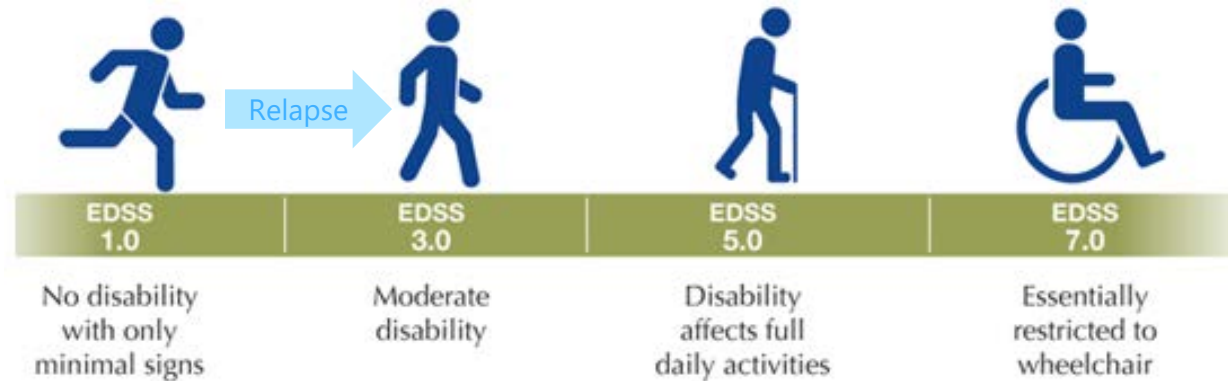 Relapse
EDSS
1.0
EDSS
3.0
EDSS
5.0
EDSS
7.0
No disability
with only
minimal signs
Moderate
disability
Disability
affects full
daily activities
Essentially
restricted to
wheelchair